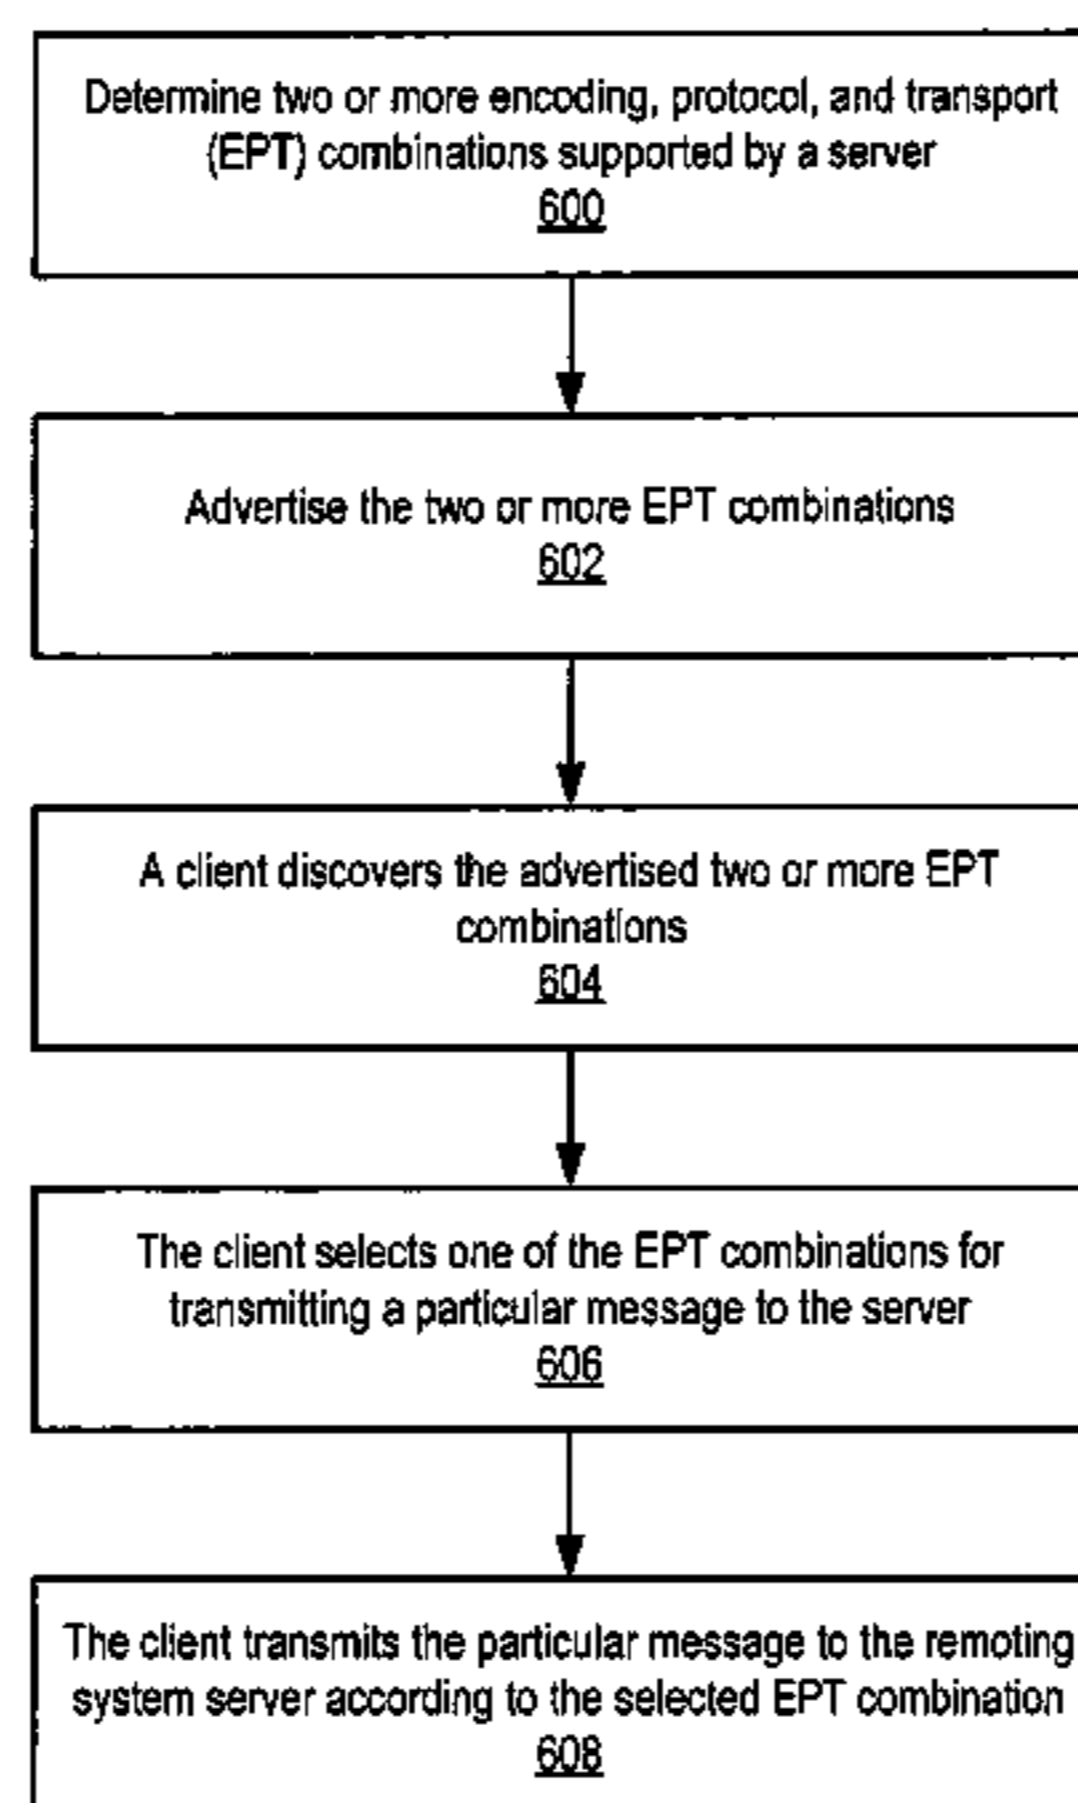 Determine two or more encoding, protocol, and transport
(EPT) combinations supported by a server
600
Advertise the two or more EPT combinations
602
A client discovers the advertised two or more EPT
combinations
604
The client selects one of the EPT combinations for
transmitting a particular message to the server
606
The client transmits the particular message to the remoting
system server according to the selected EPT combination
608